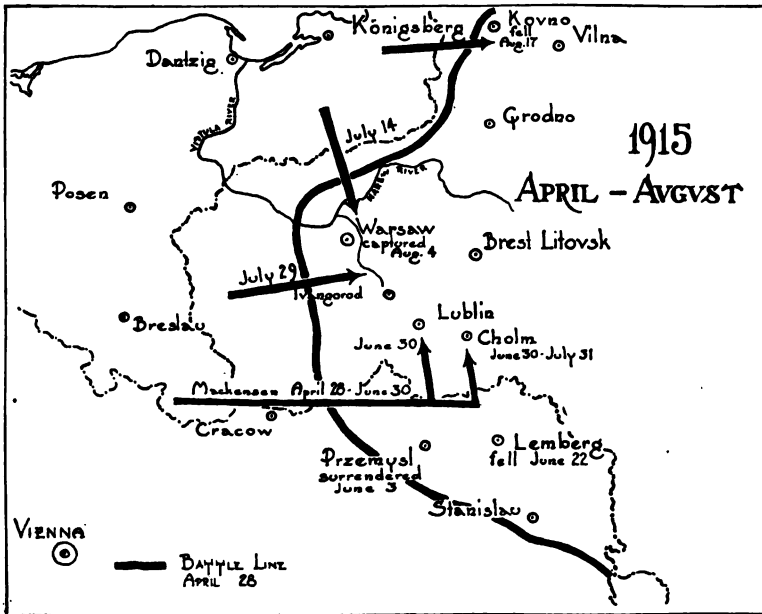 Königsberg
Kovno
fell
Aug. 17
Vilna
Dantzig.
VISTULA RIVER
July 14
Grodno
1915
APRIL – AVGVST
NAREW RIVER
Posen
Warsaw
captured
Aug. 4
Brest Litovsk
July 29
Ivangorod
Breslau
Lublin
June 30
Cholm
June 30 - July 31
Mackensen April 28 - June 30
Cracow
Przemysl
surrendered
June 3
Lemberg
fell June 22
Stanislau
VIENNA
BATTLE LINE
APRIL 28